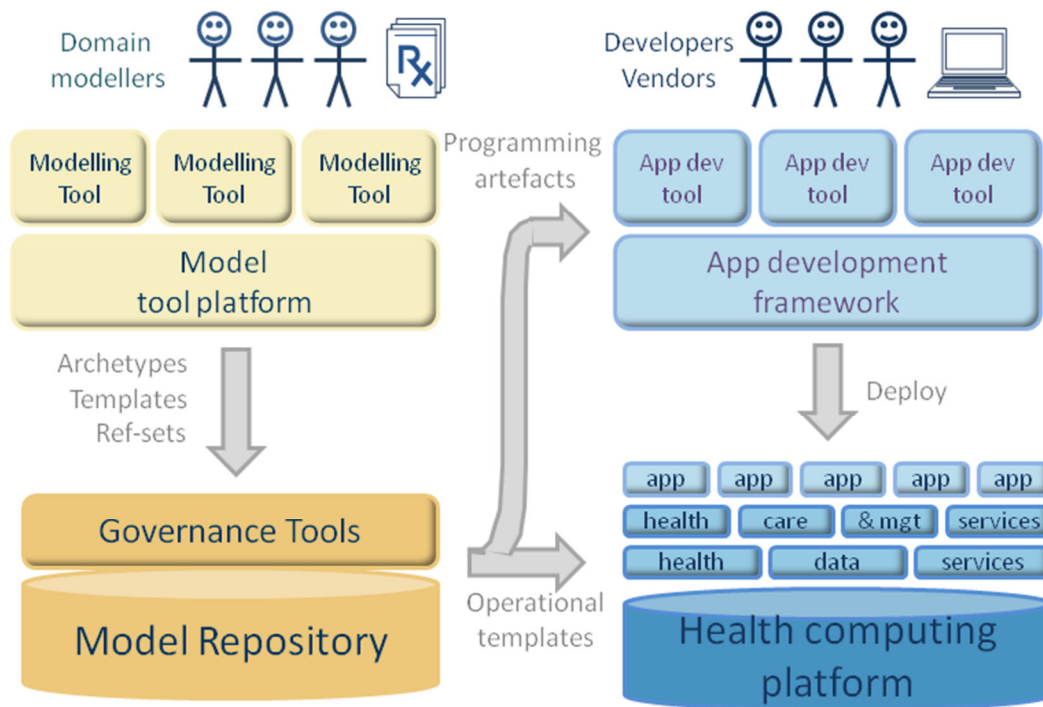 Domain
modellers
Rx
Developers
Vendors
Modelling
Tool
Modelling
Tool
Modelling
Tool
Programming
artefacts
App dev
tool
App dev
tool
App dev
tool
Model
tool platform
App development
framework
Archetypes
Templates
Ref-sets
Deploy
Governance Tools
Model Repository
Operational
templates
app
app
app
app
app
health
care
& mgt
services
health
data
services
Health computing
platform